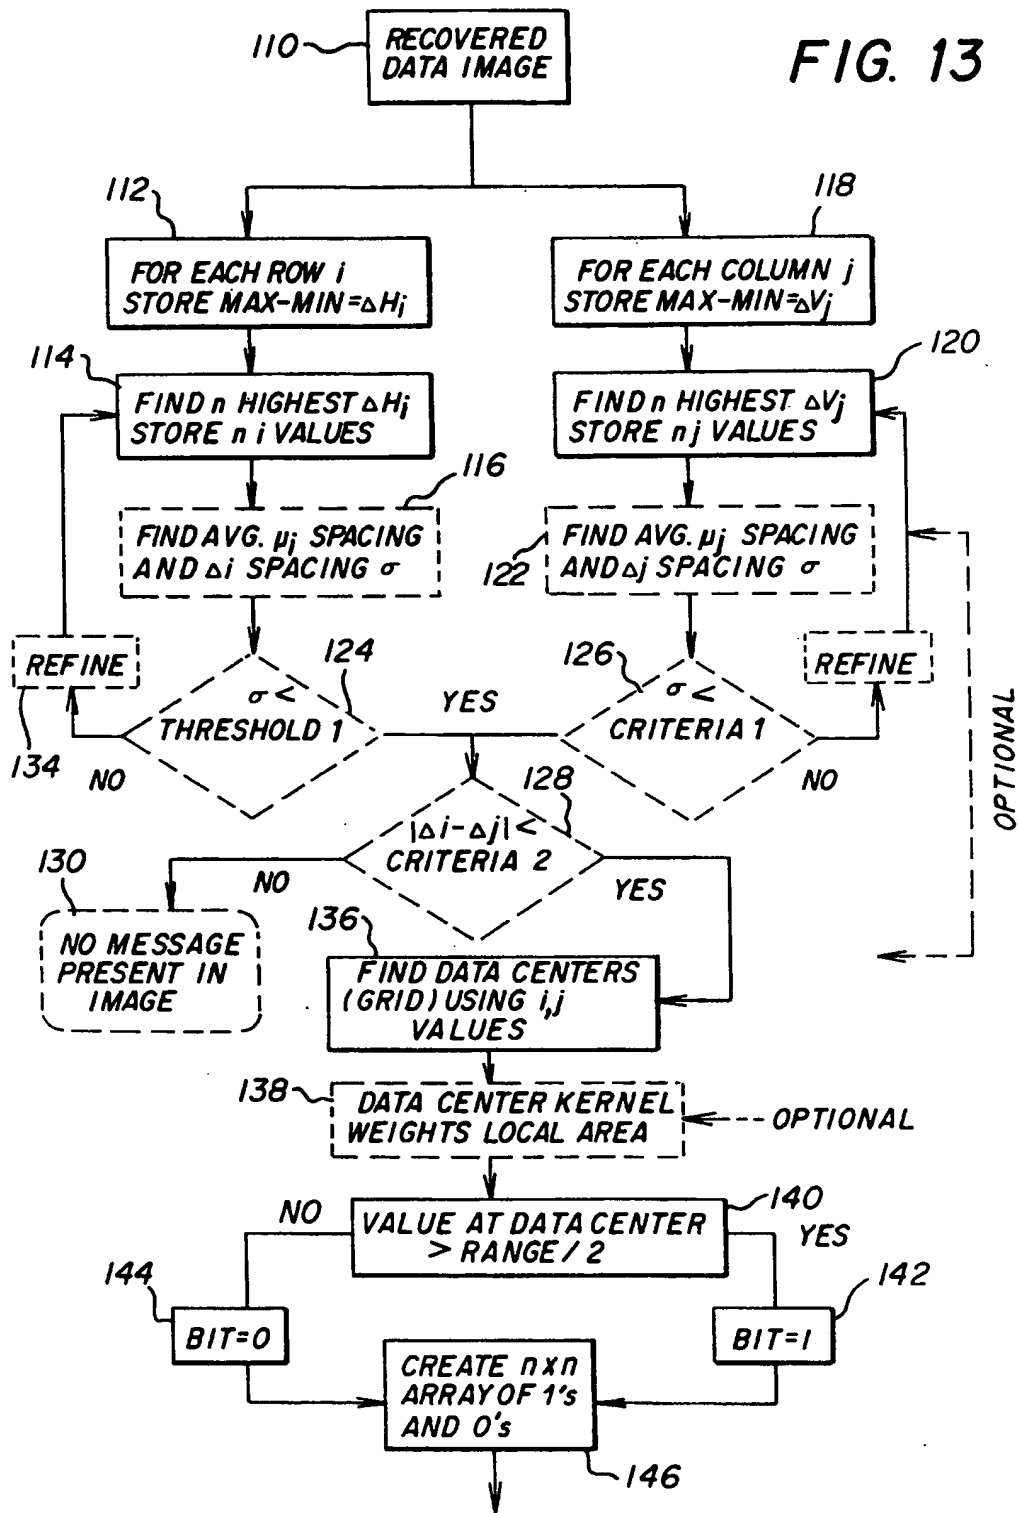 FIG. 13
110
RECOVERED
DATA IMAGE
112
FOR EACH ROW i
STORE MAX-MIN=ΔHi
118
FOR EACH COLUMN j
STORE MAX-MIN=ΔVj
114
FIND n HIGHEST ΔHi
STORE n i VALUES
120
FIND n HIGHEST ΔVj
STORE n j VALUES
116
FIND AVG. μi SPACING
AND Δi SPACING σ
122
FIND AVG. μj SPACING
AND Δj SPACING σ
REFINE
134
124
σ <
THRESHOLD 1
NO
YES
126
σ <
CRITERIA 1
NO
REFINE
OPTIONAL
128
|Δi-Δj| <
CRITERIA 2
NO
YES
130
NO MESSAGE
PRESENT IN
IMAGE
136
FIND DATA CENTERS
(GRID) USING i,j
VALUES
138
DATA CENTER KERNEL
WEIGHTS LOCAL AREA
OPTIONAL
140
VALUE AT DATA CENTER
> RANGE / 2
NO
YES
144
BIT=0
142
BIT=1
CREATE n x n
ARRAY OF 1's
AND 0's
146